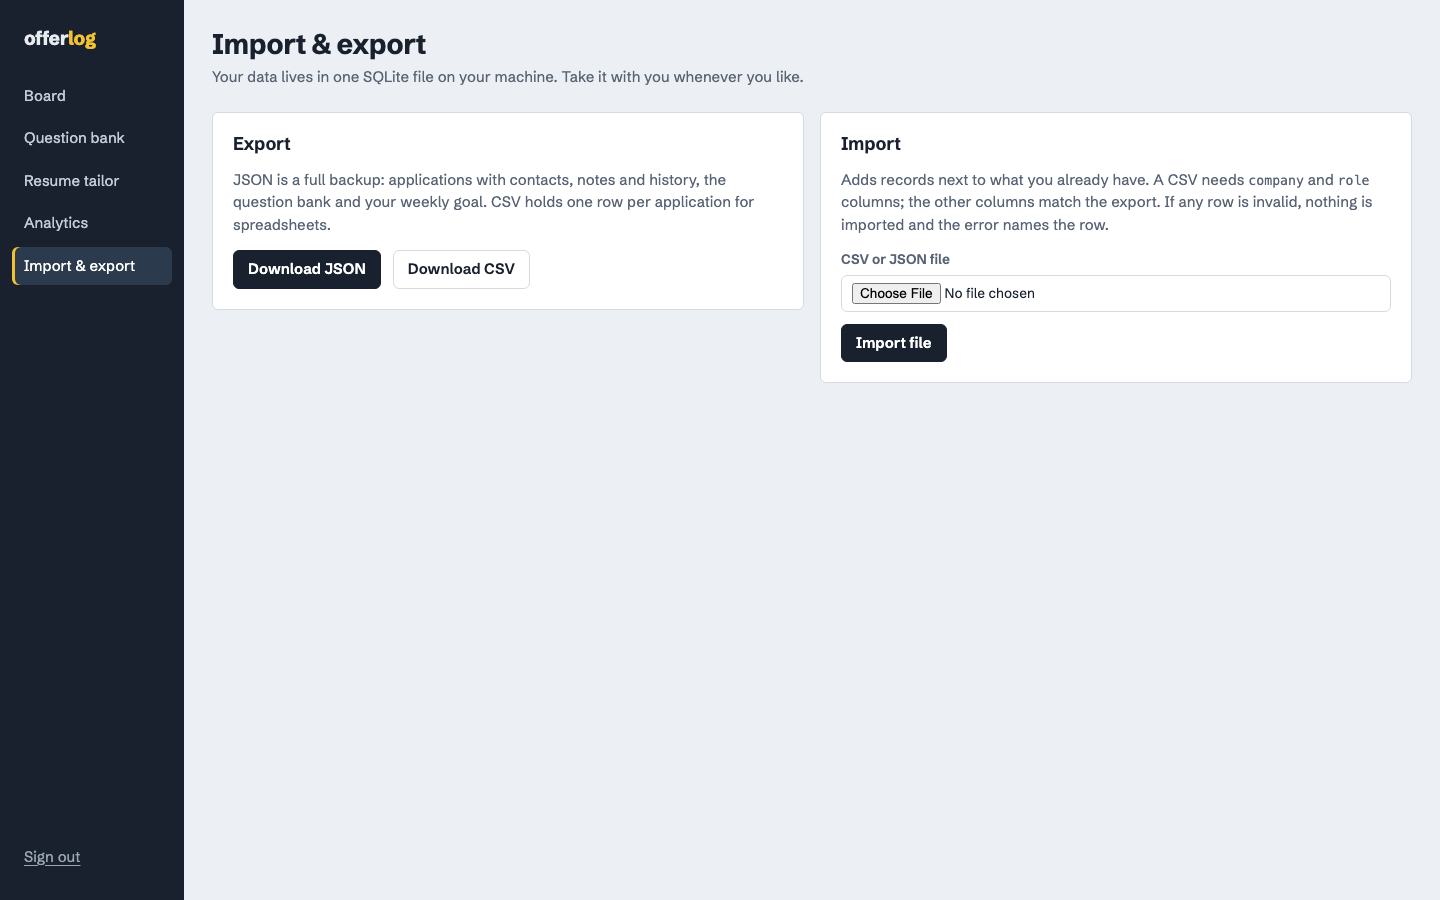 offerlog
Board
Question bank
Resume tailor
Analytics
Import & export
Sign out
Import & export
Your data lives in one SQLite file on your machine. Take it with you whenever you like.
Export
JSON is a full backup: applications with contacts, notes and history, the
question bank and your weekly goal. CSV holds one row per application for
spreadsheets.
Download JSON
Download CSV
Import
Adds records next to what you already have. A CSV needs company and role
columns; the other columns match the export. If any row is invalid, nothing is
imported and the error names the row.
CSV or JSON file
Choose File No file chosen
Import file